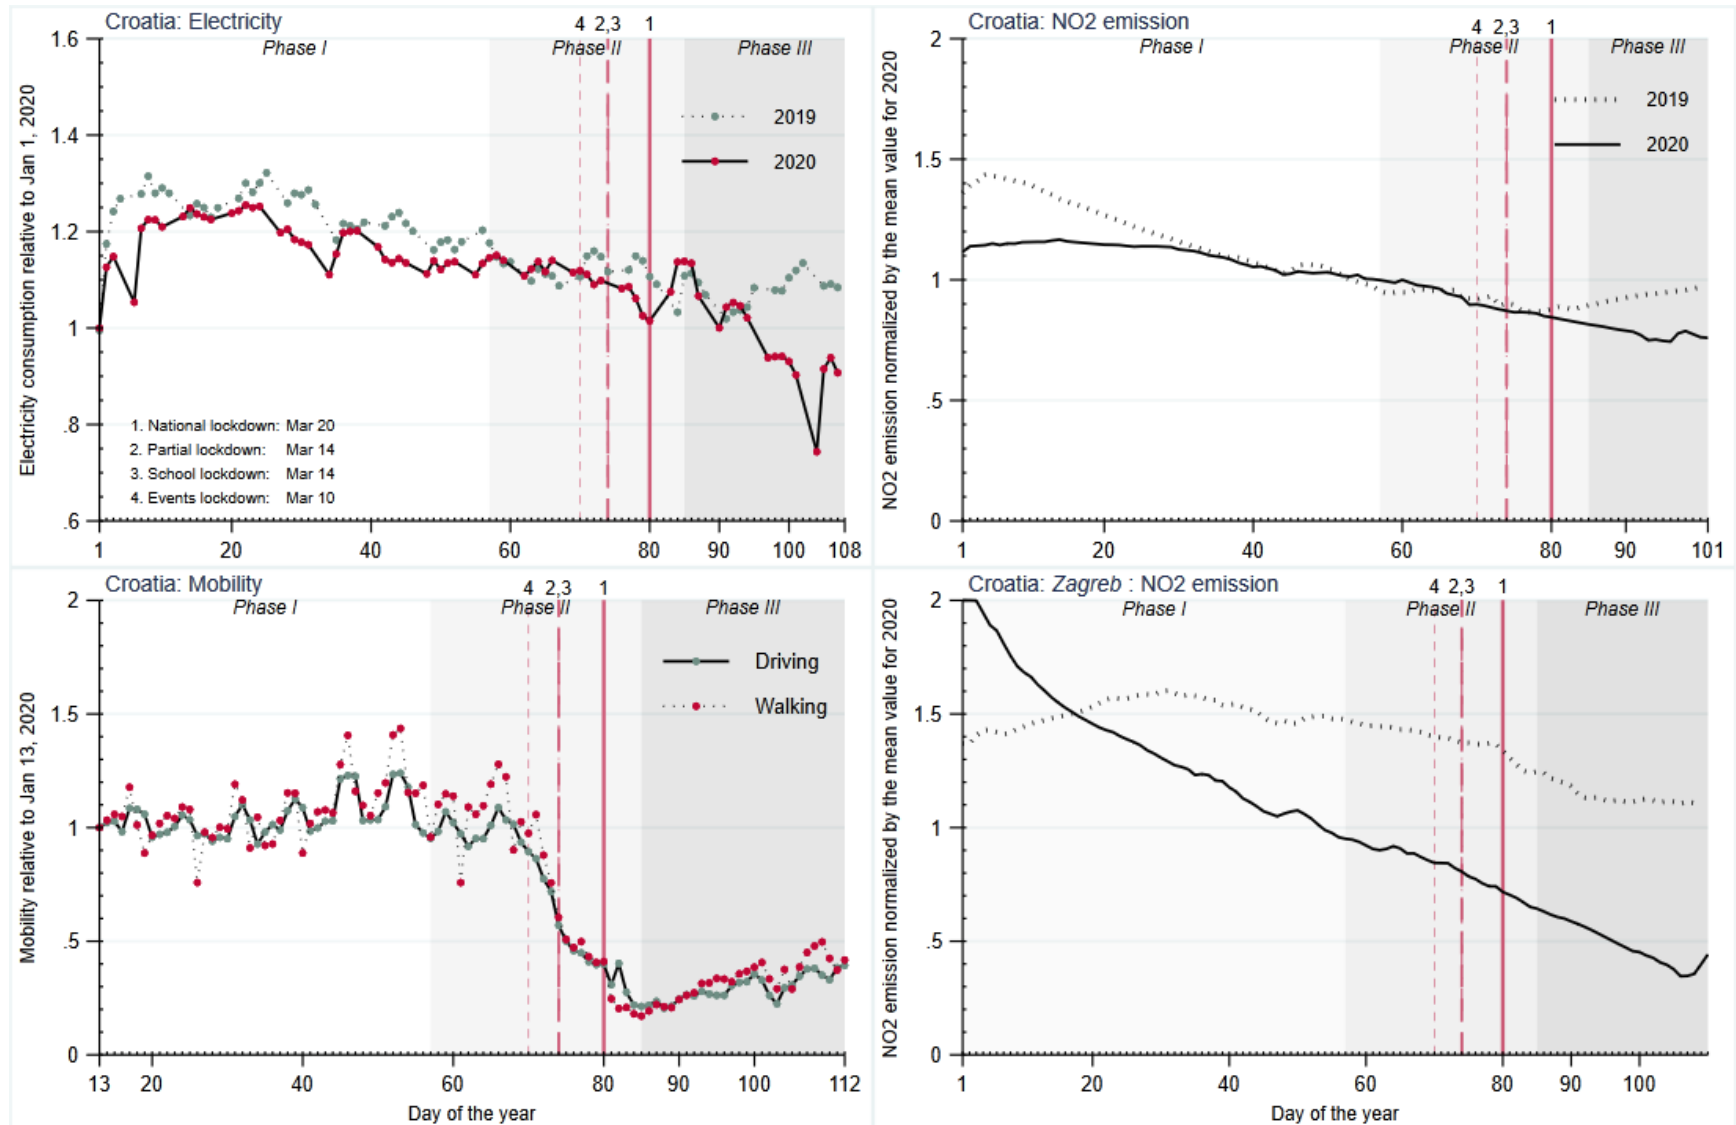 Croatia: Electricity
4 2,3 1
Phase I Phase II Phase III
1.6
1.4
1.2
1
.8
.6
Electricity consumption relative to Jan 1, 2020
2019
2020
1. National lockdown: Mar 20
2. Partial lockdown: Mar 14
3. School lockdown: Mar 14
4. Events lockdown: Mar 10
1 20 40 60 80 90 100 108
Croatia: NO2 emission
4 2,3 1
Phase I Phase II Phase III
2
1.5
1
.5
0
NO2 emission normalized by the mean value for 2020
2019
2020
1 20 40 60 80 90 101
Croatia: Mobility
4 2,3 1
Phase I Phase II Phase III
2
1.5
1
.5
0
Mobility relative to Jan 13, 2020
Driving
Walking
13 20 40 60 80 90 100 112
Day of the year
Croatia: Zagreb : NO2 emission
4 2,3 1
Phase I Phase II Phase III
2
1.5
1
.5
0
NO2 emission normalized by the mean value for 2020
1 20 40 60 80 90 100
Day of the year